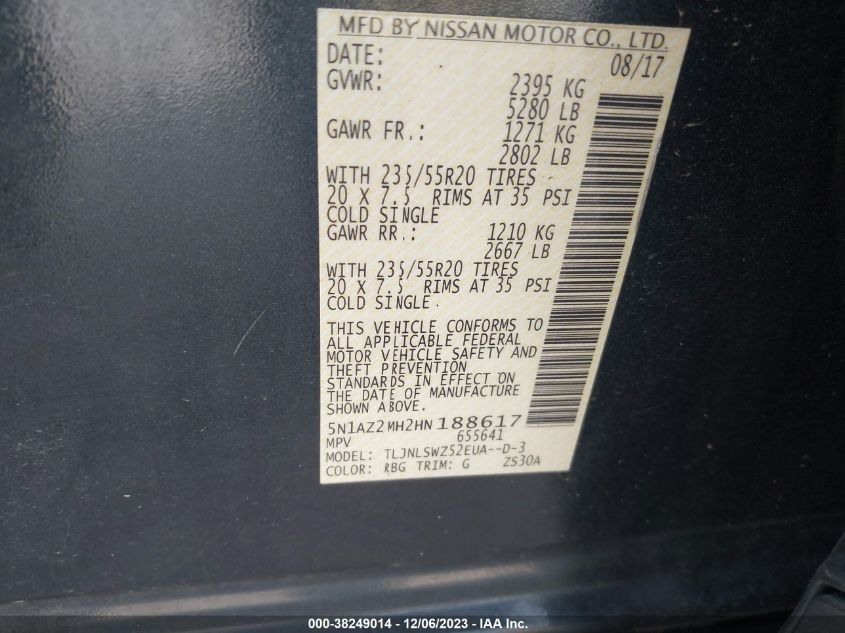 MFD BY NISSAN MOTOR CO., LTD.
DATE: 08/17
GVWR: 2395 KG
5280 LB
GAWR FR.: 1271 KG
2802 LB
WITH 235/55R20 TIRES
20 X 7.5 RIMS AT 35 PSI
COLD SINGLE
GAWR RR.: 1210 KG
2667 LB
WITH 235/55R20 TIRES
20 X 7.5 RIMS AT 35 PSI
COLD SINGLE
THIS VEHICLE CONFORMS TO
ALL APPLICABLE FEDERAL
MOTOR VEHICLE SAFETY AND
THEFT PREVENTION
STANDARDS IN EFFECT ON
THE DATE OF MANUFACTURE
SHOWN ABOVE.
5N1AZ2MH2HN188617
MPV 655641
MODEL: TLJNLSWZ52EUA--D-3
COLOR: RBG TRIM: G ZS30A
000-38249014 - 12/06/2023 - IAA Inc.